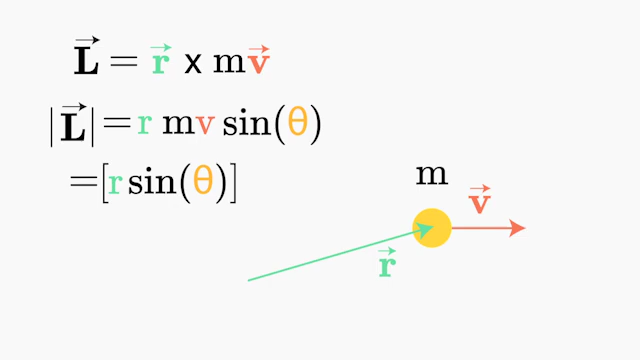 L⃗ = r⃗ x mv⃗
|L⃗| = r mv sin(θ)
=[r sin(θ)]
m
v⃗
r⃗